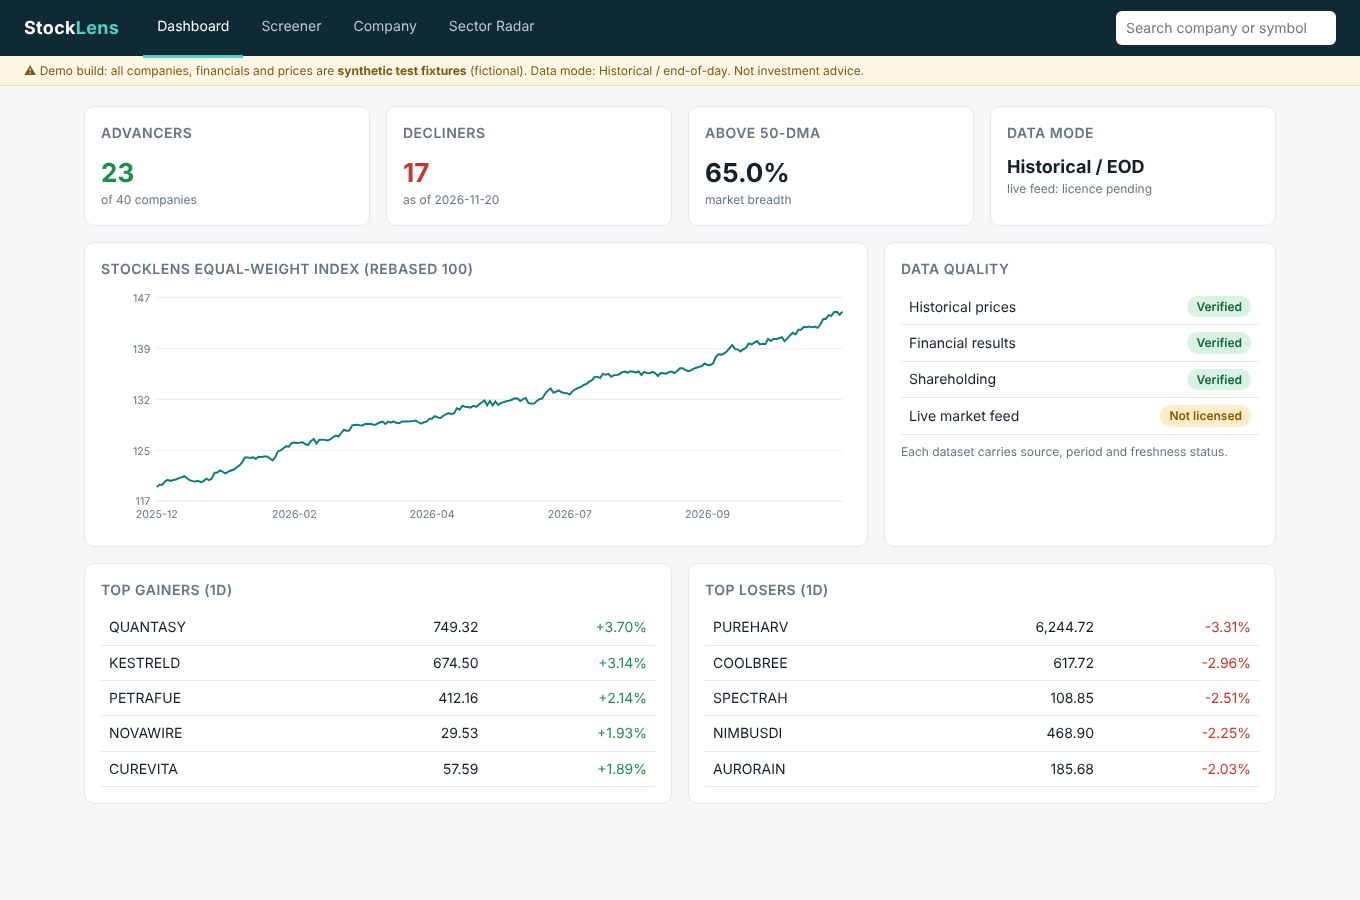 StockLens Dashboard Screener Company Sector Radar Search company or symbol
⚠ Demo build: all companies, financials and prices are synthetic test fixtures (fictional). Data mode: Historical / end-of-day. Not investment advice.
ADVANCERS
23
of 40 companies
DECLINERS
17
as of 2026-11-20
ABOVE 50-DMA
65.0%
market breadth
DATA MODE
Historical / EOD
live feed: licence pending
STOCKLENS EQUAL-WEIGHT INDEX (REBASED 100)
147
139
132
125
117
2025-12 2026-02 2026-04 2026-07 2026-09
DATA QUALITY
Historical prices Verified
Financial results Verified
Shareholding Verified
Live market feed Not licensed
Each dataset carries source, period and freshness status.
TOP GAINERS (1D)
QUANTASY 749.32 +3.70%
KESTRELD 674.50 +3.14%
PETRAFUE 412.16 +2.14%
NOVAWIRE 29.53 +1.93%
CUREVITA 57.59 +1.89%
TOP LOSERS (1D)
PUREHARV 6,244.72 -3.31%
COOLBREE 617.72 -2.96%
SPECTRAH 108.85 -2.51%
NIMBUSDI 468.90 -2.25%
AURORAIN 185.68 -2.03%